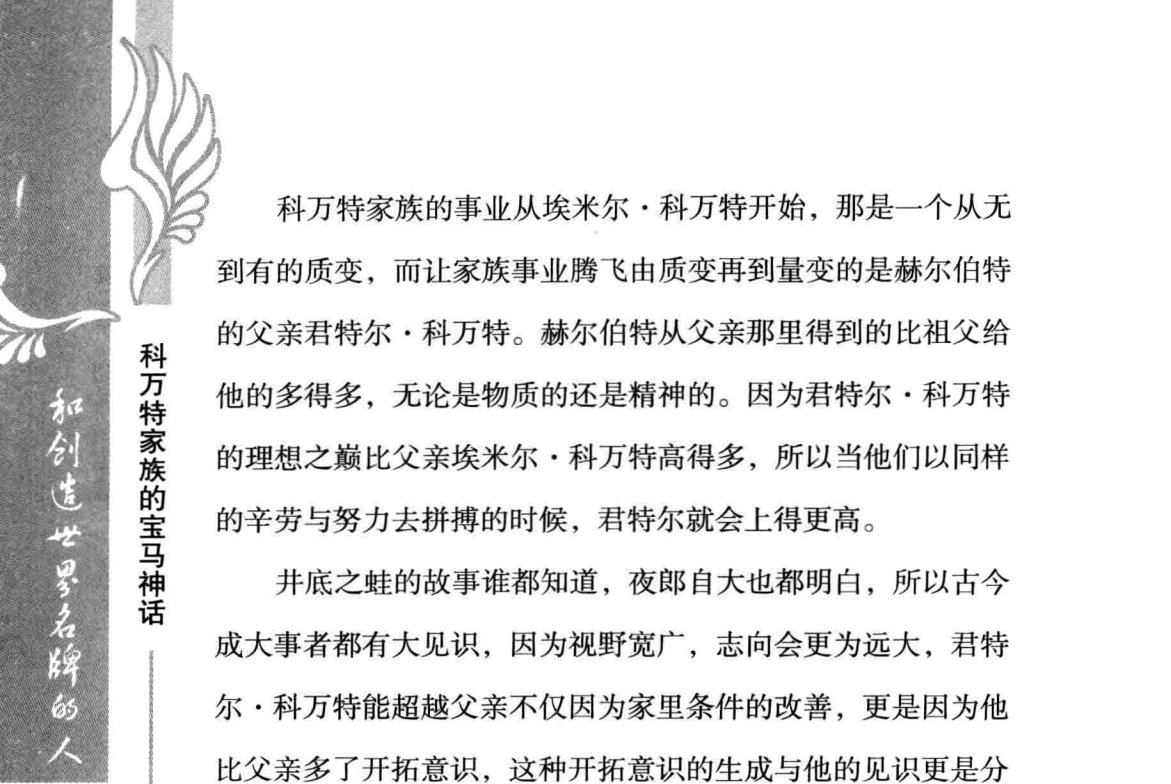 和创造世界名牌的人
科万特家族的宝马神话
科万特家族的事业从埃米尔·科万特开始，那是一个从无
到有的质变，而让家族事业腾飞由质变再到量变的是赫尔伯特
的父亲君特尔·科万特。赫尔伯特从父亲那里得到的比祖父给
他的多得多，无论是物质的还是精神的。因为君特尔·科万特
的理想之巅比父亲埃米尔·科万特高得多，所以当他们以同样
的辛劳与努力去拼搏的时候，君特尔就会上得更高。
井底之蛙的故事谁都知道，夜郎自大也都明白，所以古今
成大事者都有大见识，因为视野宽广，志向会更为远大，君特
尔·科万特能超越父亲不仅因为家里条件的改善，更是因为他
比父亲多了开拓意识，这种开拓意识的生成与他的见识更是分